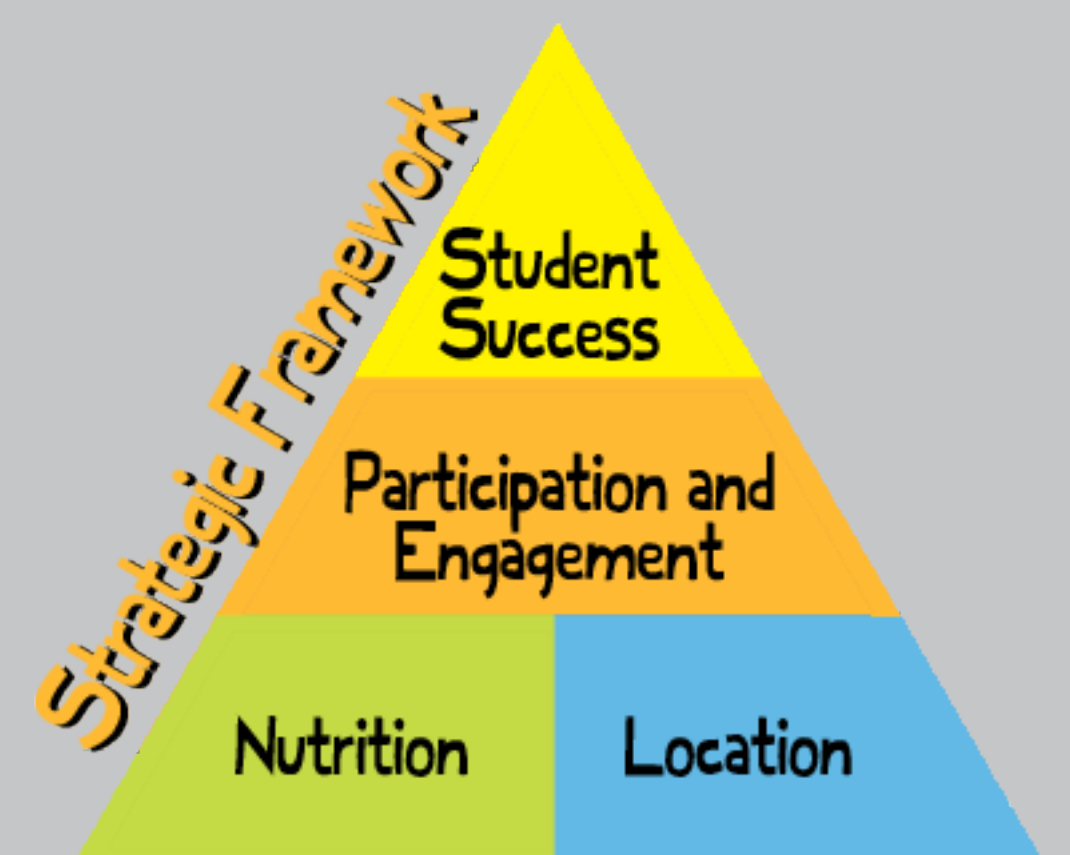 Strategic Framework
Student
Success
Participation and
Engagement
Nutrition
Location